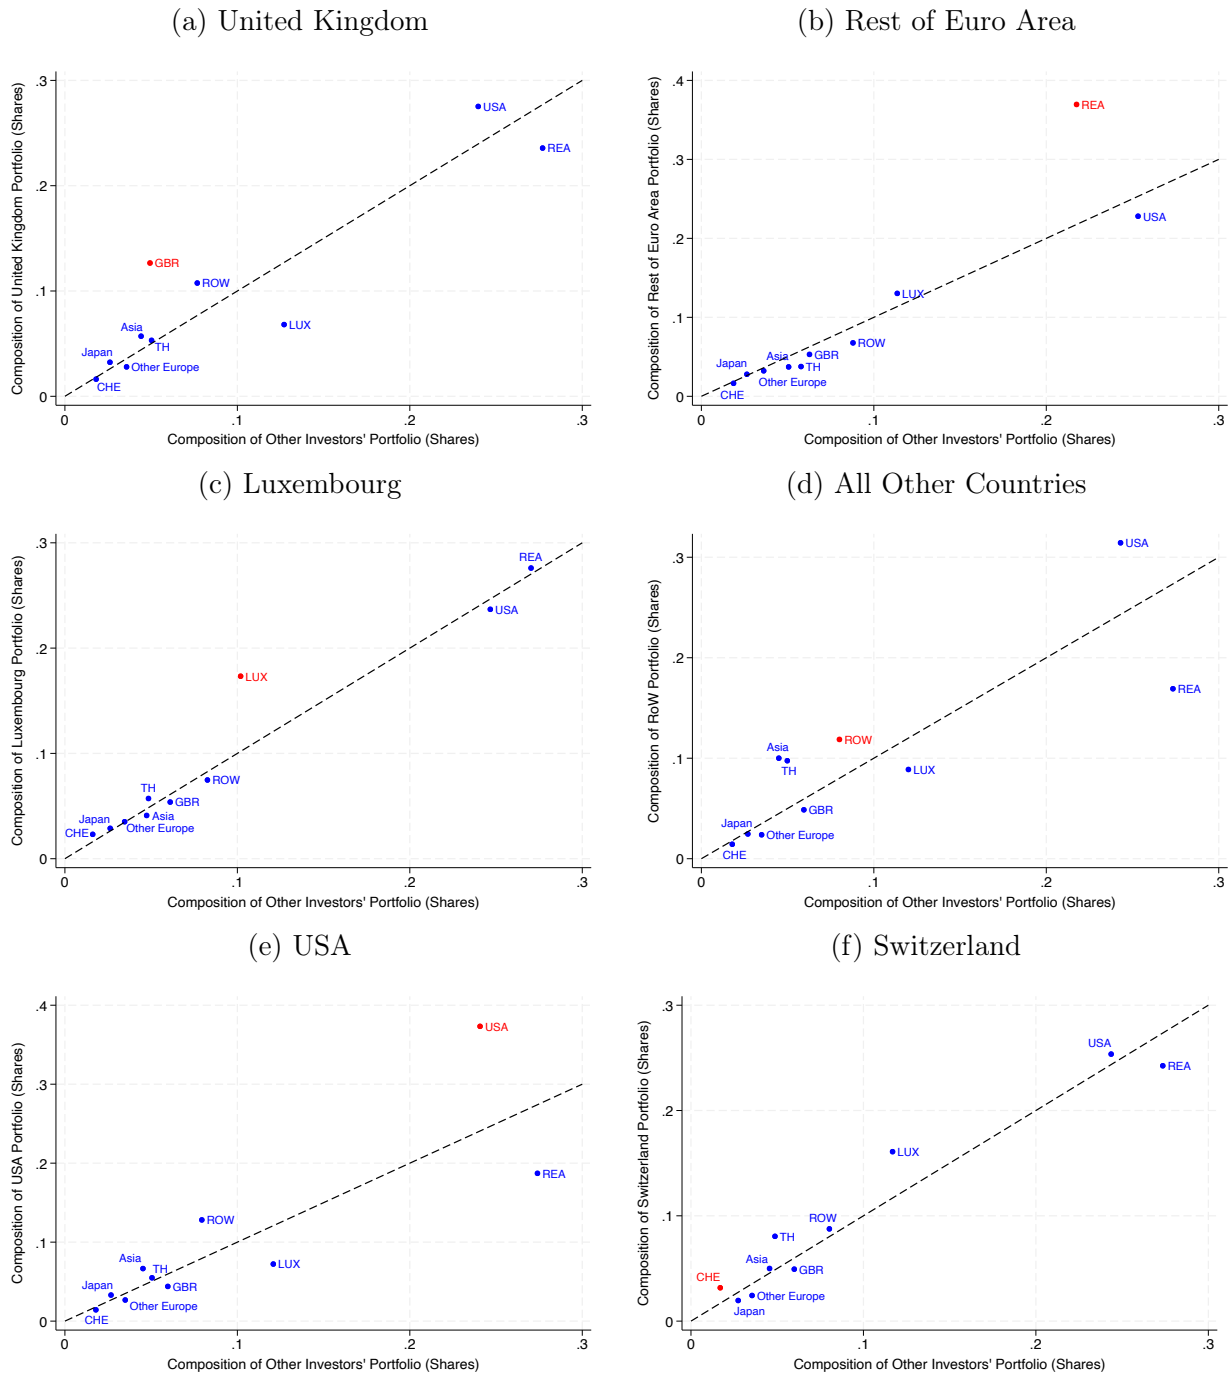 (a) United Kingdom
Composition of United Kingdom Portfolio (Shares)
.3
.2
.1
0
USA
REA
GBR
ROW
LUX
Asia
TH
Japan
Other Europe
CHE
0 .1 .2 .3
Composition of Other Investors' Portfolio (Shares)
(b) Rest of Euro Area
Composition of Rest of Euro Area Portfolio (Shares)
.4
.3
.2
.1
0
REA
USA
LUX
ROW
Asia
GBR
Japan
TH
Other Europe
CHE
0 .1 .2 .3
Composition of Other Investors' Portfolio (Shares)
(c) Luxembourg
Composition of Luxembourg Portfolio (Shares)
.3
.2
.1
0
REA
USA
LUX
ROW
TH
GBR
Asia
Japan
Other Europe
CHE
0 .1 .2 .3
Composition of Other Investors' Portfolio (Shares)
(d) All Other Countries
Composition of RoW Portfolio (Shares)
.3
.2
.1
0
USA
REA
ROW
Asia
TH
LUX
GBR
Japan
Other Europe
CHE
0 .1 .2 .3
Composition of Other Investors' Portfolio (Shares)
(e) USA
Composition of USA Portfolio (Shares)
.4
.3
.2
.1
0
USA
REA
ROW
LUX
Asia
TH
Japan
GBR
Other Europe
CHE
0 .1 .2 .3
Composition of Other Investors' Portfolio (Shares)
(f) Switzerland
Composition of Switzerland Portfolio (Shares)
.3
.2
.1
0
USA
REA
LUX
ROW
TH
Asia
GBR
CHE
Other Europe
Japan
0 .1 .2 .3
Composition of Other Investors' Portfolio (Shares)